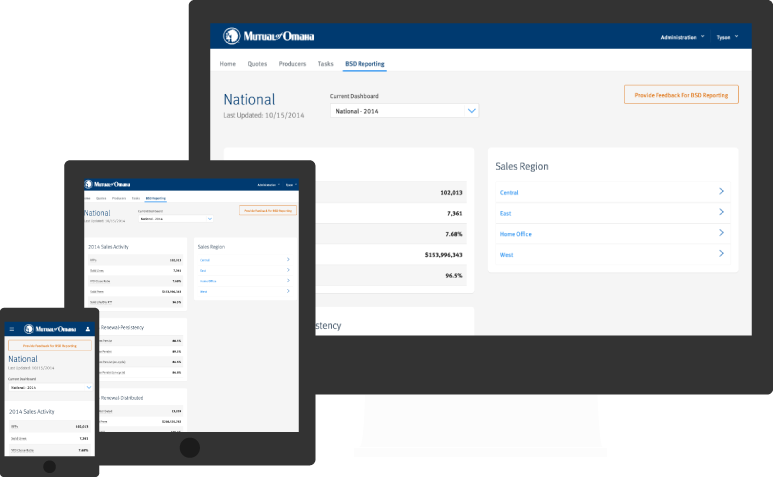 Mutual of Omaha
Administration
Tyson
Home Quotes Producers Tasks BSD Reporting
National
Last Updated: 10/15/2014
Current Dashboard
National - 2014
Provide Feedback For BSD Reporting
102,013
7,361
7.68%
$153,996,343
96.5%
stency
Sales Region
Central
East
Home Office
West
Mutual of Omaha
Administration
Tyson
Quotes Producers Tasks BSD Reporting
National
Last Updated: 10/15/2014
Current Dashboard
National - 2014
Provide Feedback For BSD Reporting
2014 Sales Activity
102,013
7,361
7.68%
$153,996,343
96.5%
Sales Region
Central
East
Home Office
West
Renewal-Persistency
Renewal-Distributed
Mutual of Omaha
Provide Feedback For BSD Reporting
National
Last Updated: 10/15/2014
Current Dashboard
National - 2014
2014 Sales Activity
RFPs 102,013
Sold Cases 7,361
7.68%